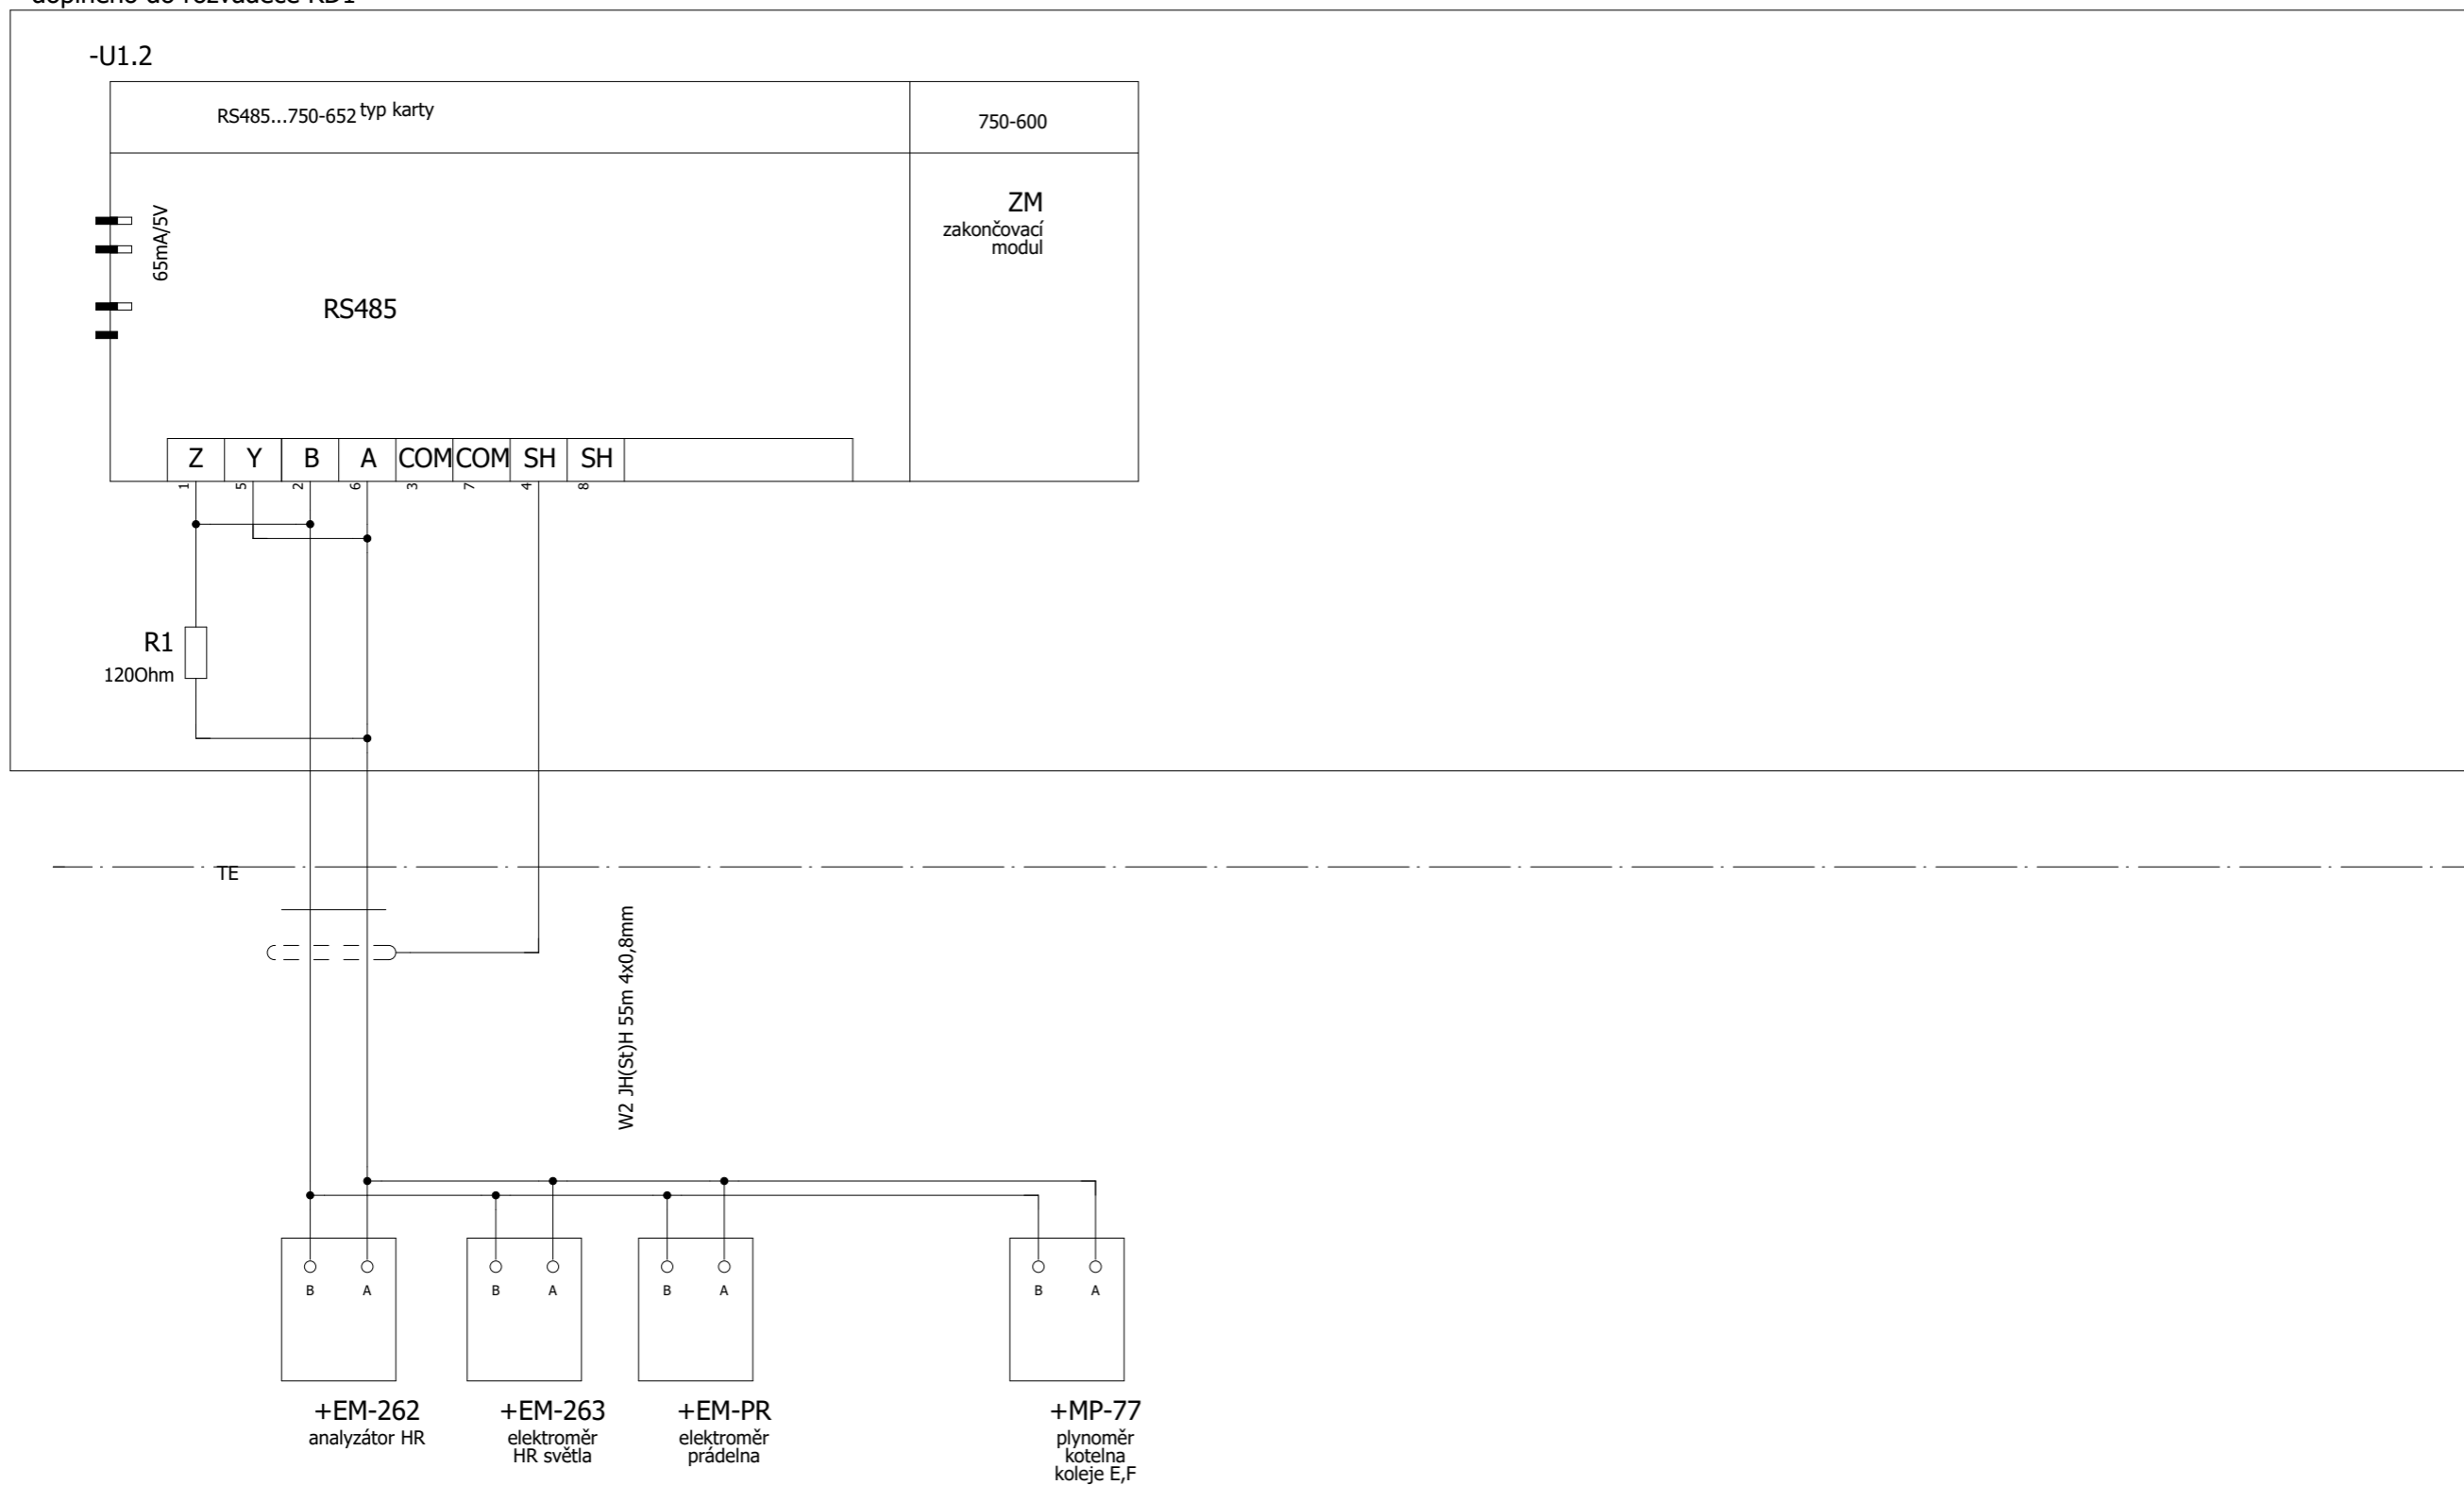 -U1.2
RS485...750-652 typ karty
750-600
65mA/5V
ZM
zakončovací
modul
RS485
Z Y B A COM COM SH SH
1 5 2 6 3 7 4 8
R1
120Ohm
TE
W2 JH(St)H 55m 4x0,8mm
B A B A B A B A
+EM-262
analyzátor HR
+EM-263
elektroměr
HR světla
+EM-PR
elektroměr
prádelna
+MP-77
plynoměr
kotelna
koleje E,F